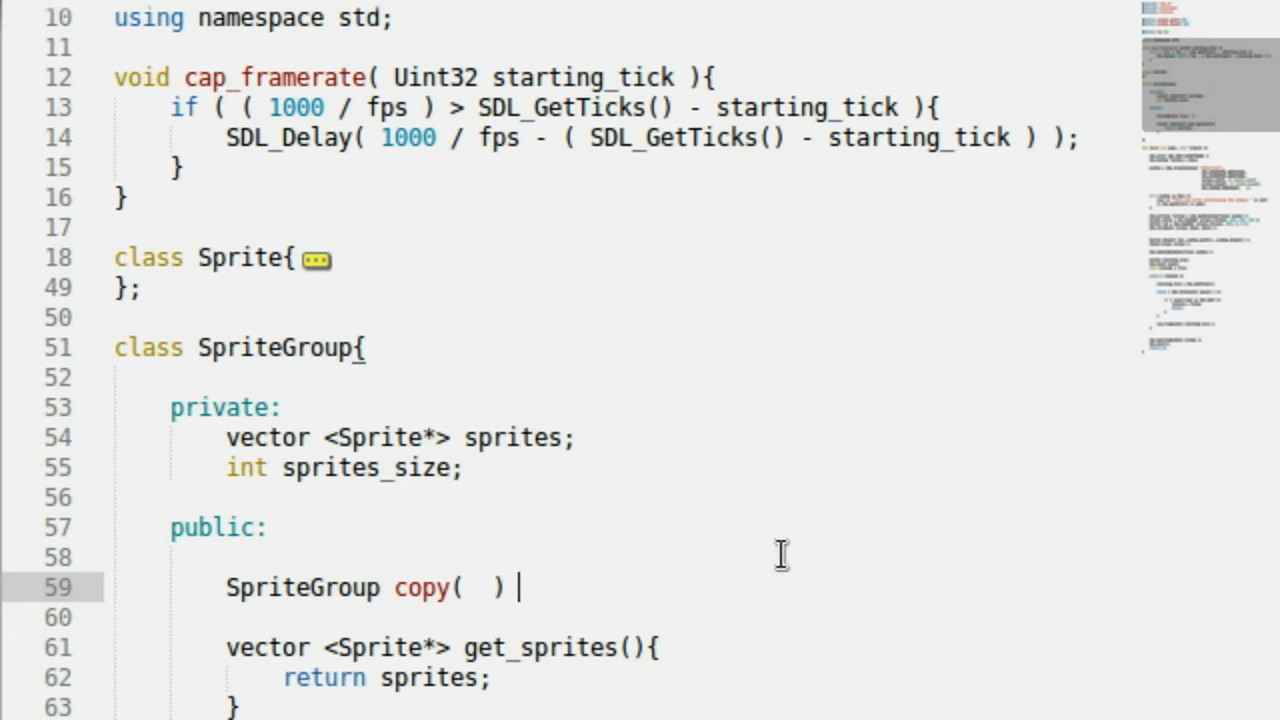 10 using namespace std;
11
12 void cap_framerate( Uint32 starting_tick ){
13     if ( ( 1000 / fps ) > SDL_GetTicks() - starting_tick ){
14         SDL_Delay( 1000 / fps - ( SDL_GetTicks() - starting_tick ) );
15     }
16 }
17
18 class Sprite{
49 };
50
51 class SpriteGroup{
52
53     private:
54         vector <Sprite*> sprites;
55         int sprites_size;
56
57     public:
58
59         SpriteGroup copy(  )
60
61         vector <Sprite*> get_sprites(){
62             return sprites;
63         }